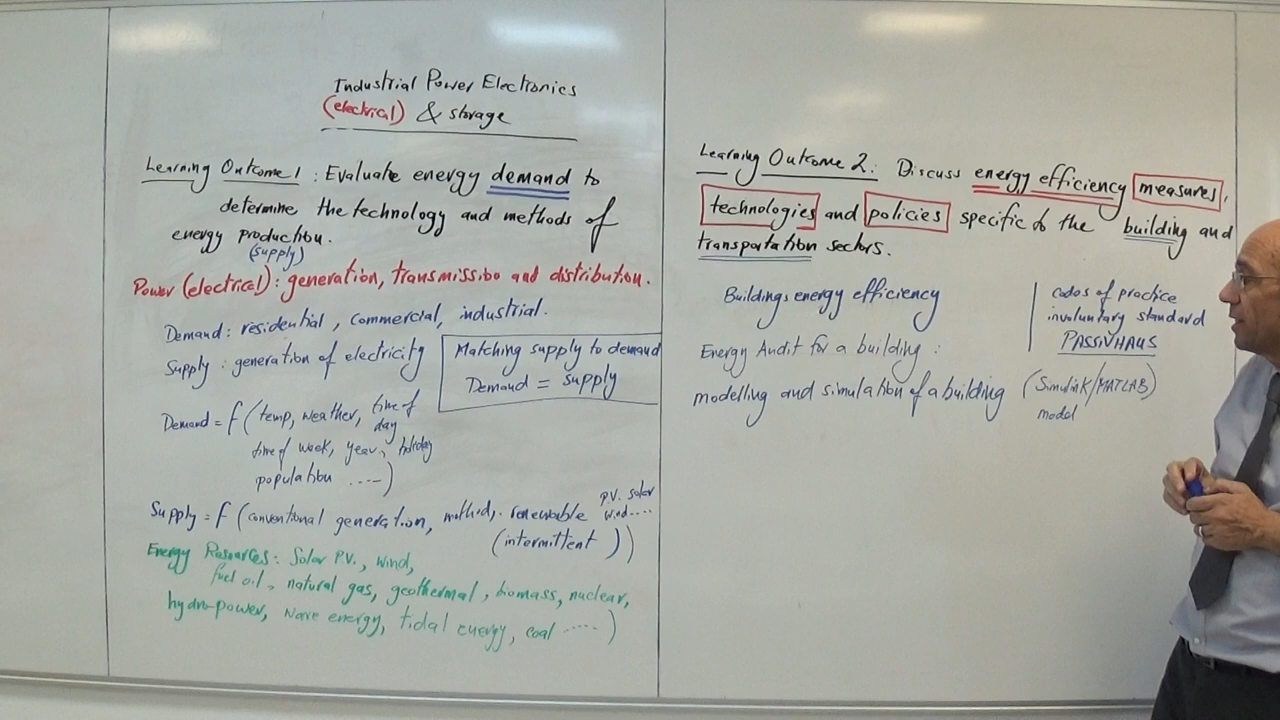 Industrial Power Electronics
(electrical) & storage
Learning Outcome 1 : Evaluate energy demand to
determine the technology and methods of
energy production.
(supply)
Power (electrical) : generation, transmission and distribution.
Demand : residential, commercial, industrial.
Supply : generation of electricity
Matching supply to demand
Demand = supply
Demand = f (temp, weather, time of
day
time of week, year, holiday
population ....)
Supply = f (conventional generation, method, . renewable
p.v. solar
wind....
(intermittent))
Energy Resources : Solar P.V., wind,
fuel oil, natural gas, geothermal, biomass, nuclear,
hydro-power, wave energy, tidal energy, coal .....)
Learning Outcome 2 : Discuss energy efficiency measures,
technologies and policies specific to the building and
transportation sectors.
Buildings energy efficiency
codes of practice
involuntary standard
PASSIVHAUS
Energy Audit for a building :
modelling and simulation of a building (Simulink/MATLAB)
model